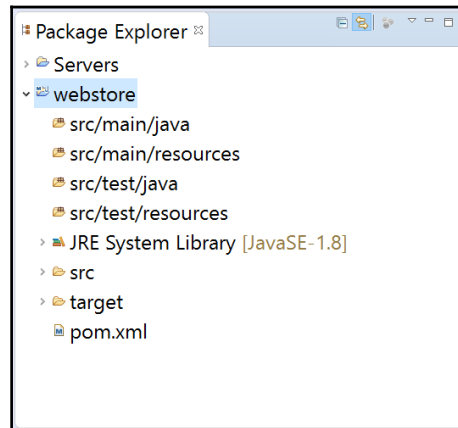 Package Explorer
Servers
webstore
src/main/java
src/main/resources
src/test/java
src/test/resources
JRE System Library [JavaSE-1.8]
src
target
pom.xml